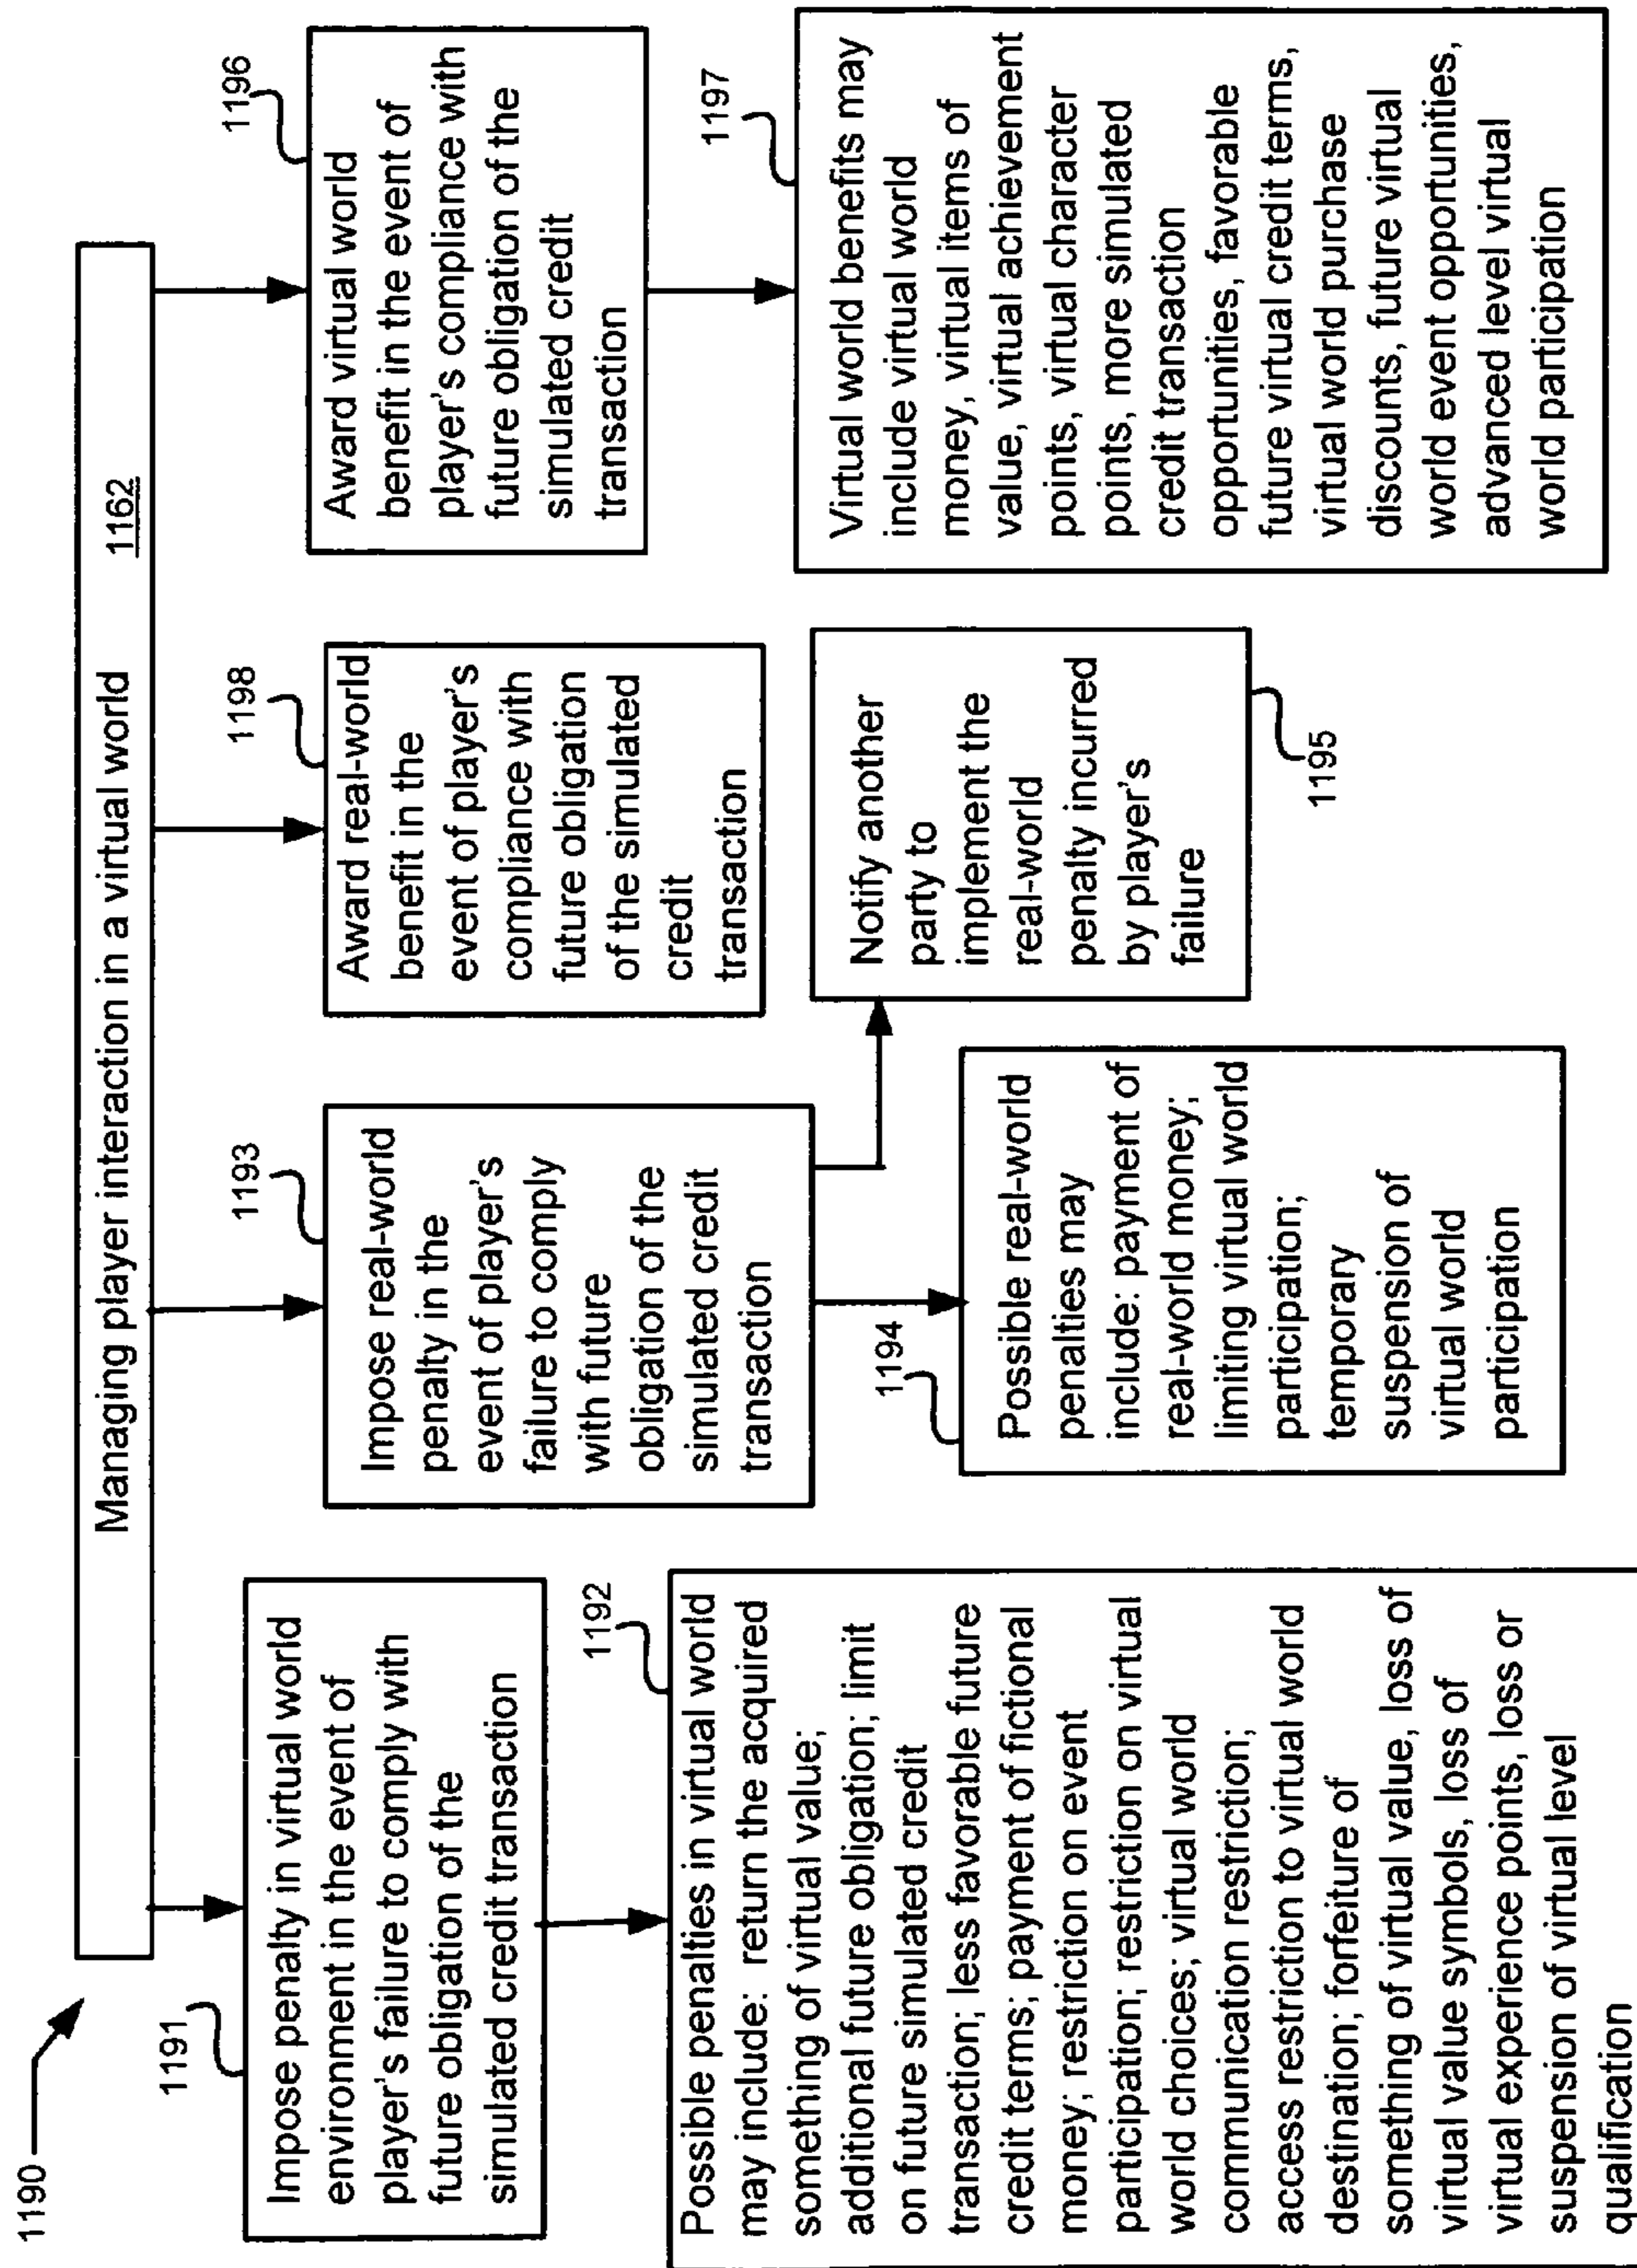 1190
Managing player interaction in a virtual world 1162
1191
Impose penalty in virtual world
environment in the event of
player's failure to comply with
future obligation of the
simulated credit transaction
1192
Possible penalties in virtual world
may include: return the acquired
something of virtual value;
additional future obligation; limit
on future simulated credit
transaction; less favorable future
credit terms; payment of fictional
money; restriction on event
participation; restriction on virtual
world choices; virtual world
communication restriction;
access restriction to virtual world
destination; forfeiture of
something of virtual value, loss of
virtual value symbols, loss of
virtual experience points, loss or
suspension of virtual level
qualification
1193
Impose real-world
penalty in the
event of player's
failure to comply
with future
obligation of the
simulated credit
transaction
1194
Possible real-world
penalties may
include: payment of
real-world money;
limiting virtual world
participation;
temporary
suspension of
virtual world
participation
1198
Award real-world
benefit in the
event of player's
compliance with
future obligation
of the simulated
credit
transaction
Notify another
party to
implement the
real-world
penalty incurred
by player's
failure
1195
1196
Award virtual world
benefit in the event of
player's compliance with
future obligation of the
simulated credit
transaction
1197
Virtual world benefits may
include virtual world
money, virtual items of
value, virtual achievement
points, virtual character
points, more simulated
credit transaction
opportunities, favorable
future virtual credit terms,
virtual world purchase
discounts, future virtual
world event opportunities,
advanced level virtual
world participation